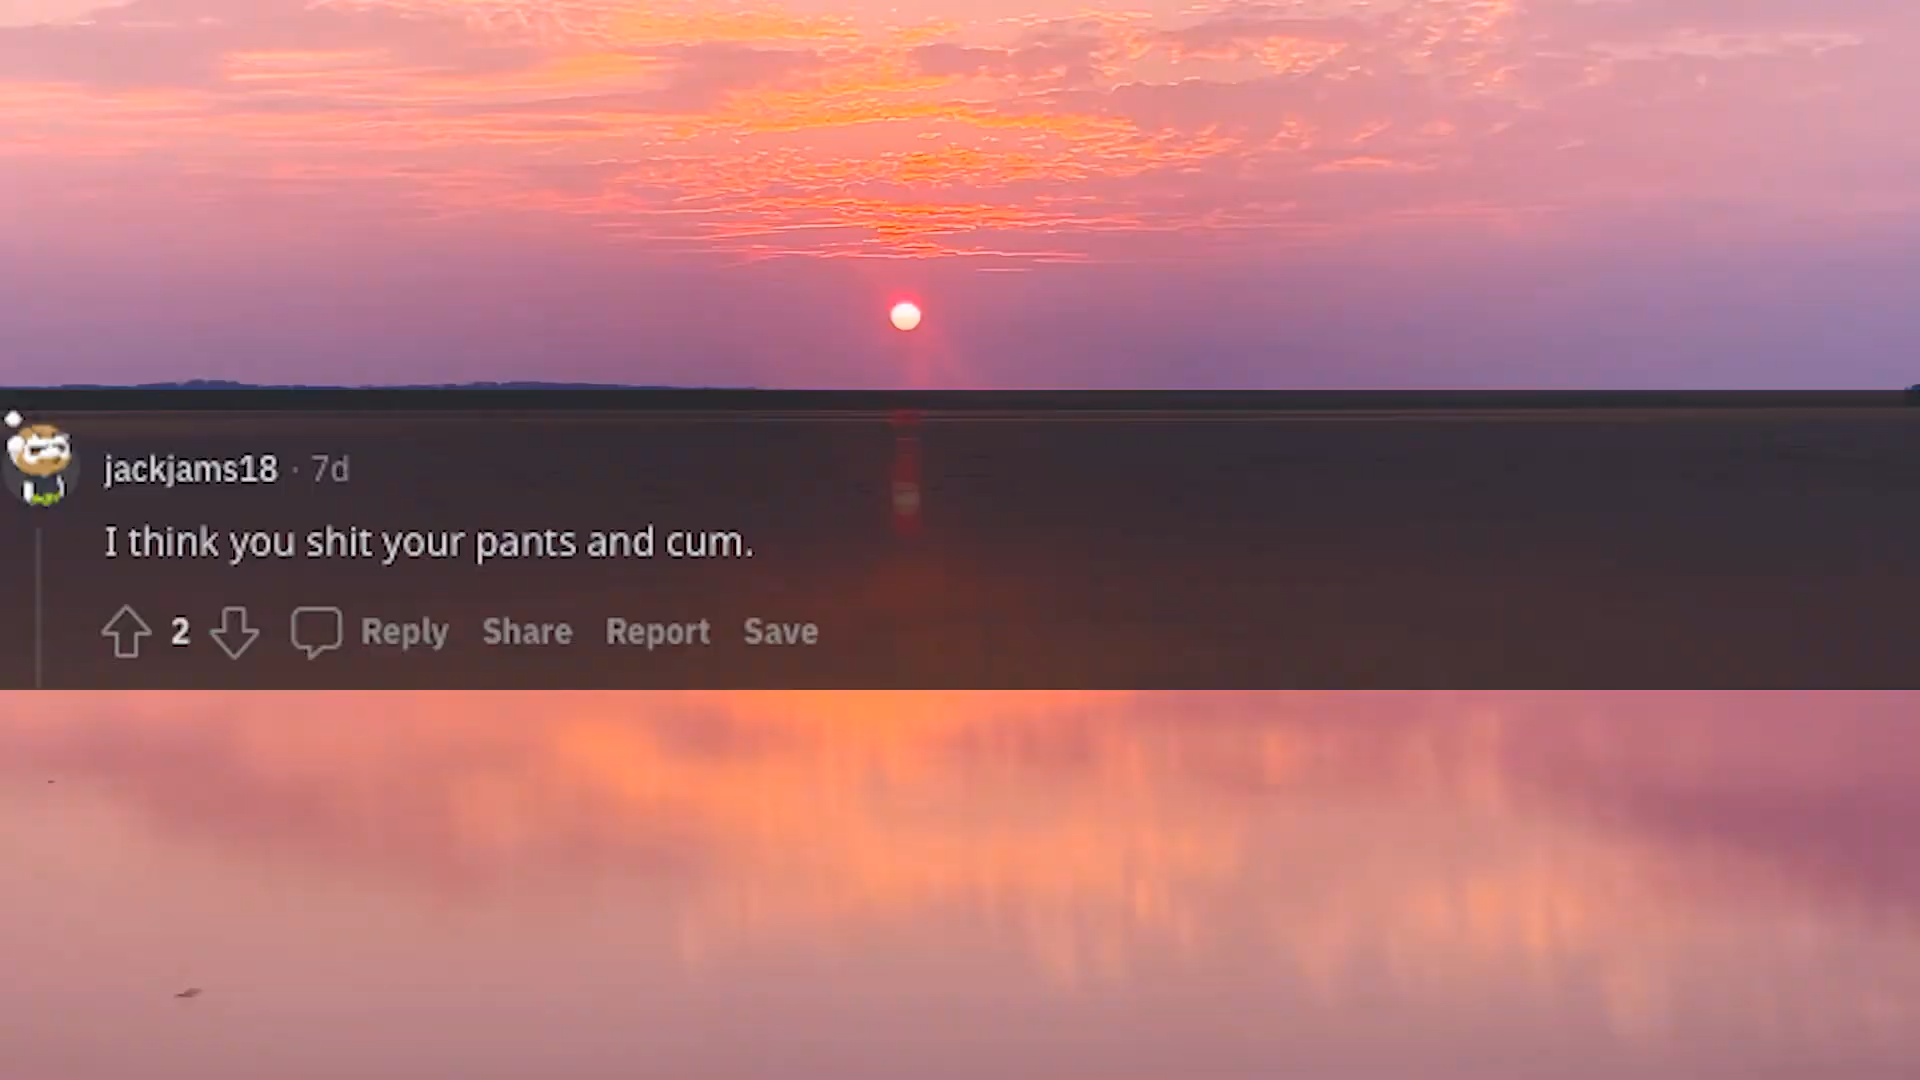 jackjams18 · 7d
I think you shit your pants and cum.
2 Reply Share Report Save